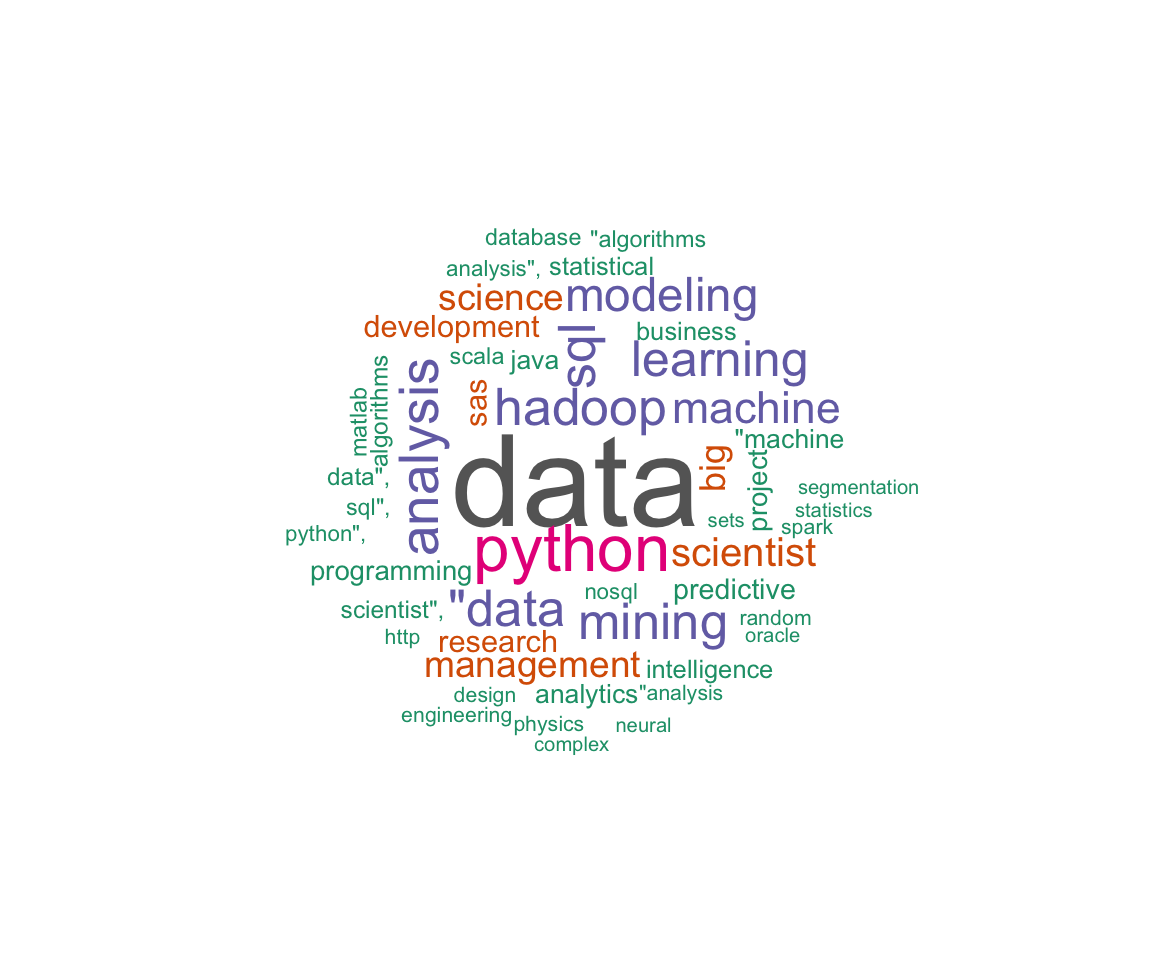 database "algorithms
analysis", statistical
science modeling
development
sql
business
scala java
learning
matlab
algorithms
analysis
sas
hadoop machine
data
big
"machine
project
data",
segmentation
sql",
sets
statistics
python",
spark
python scientist
programming
nosql predictive
scientist", "data mining random
http
oracle
research
management intelligence
design analytics "analysis
engineering physics neural
complex